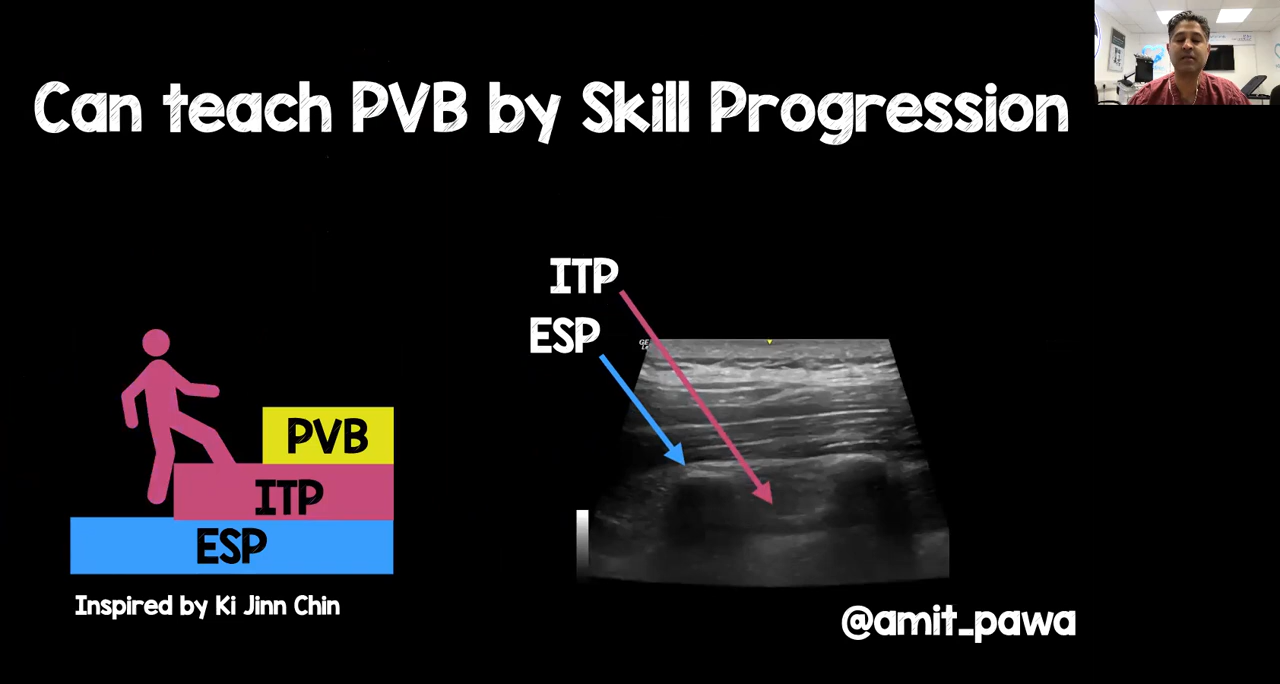 Can teach PVB by Skill Progression
ITP
ESP
PVB
ITP
ESP
Inspired by Ki Jinn Chin
@amit_pawa